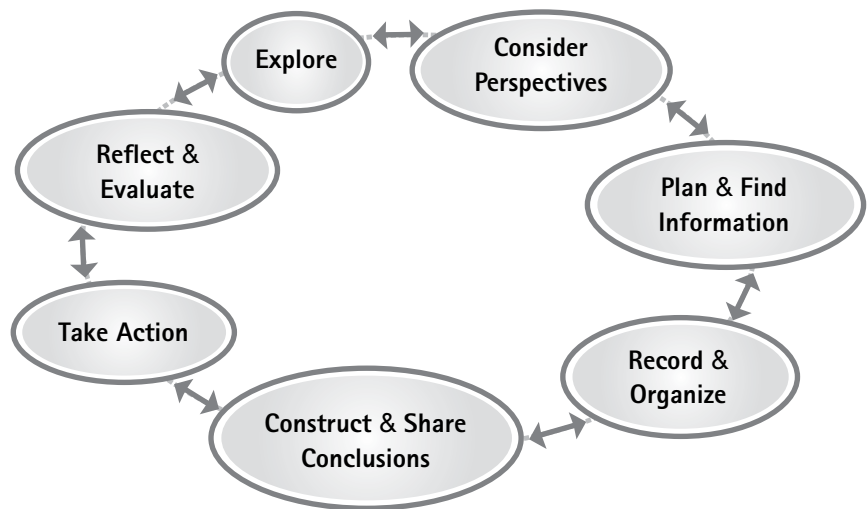 Explore
Consider
Perspectives
Plan & Find
Information
Record &
Organize
Construct & Share
Conclusions
Take Action
Reflect &
Evaluate